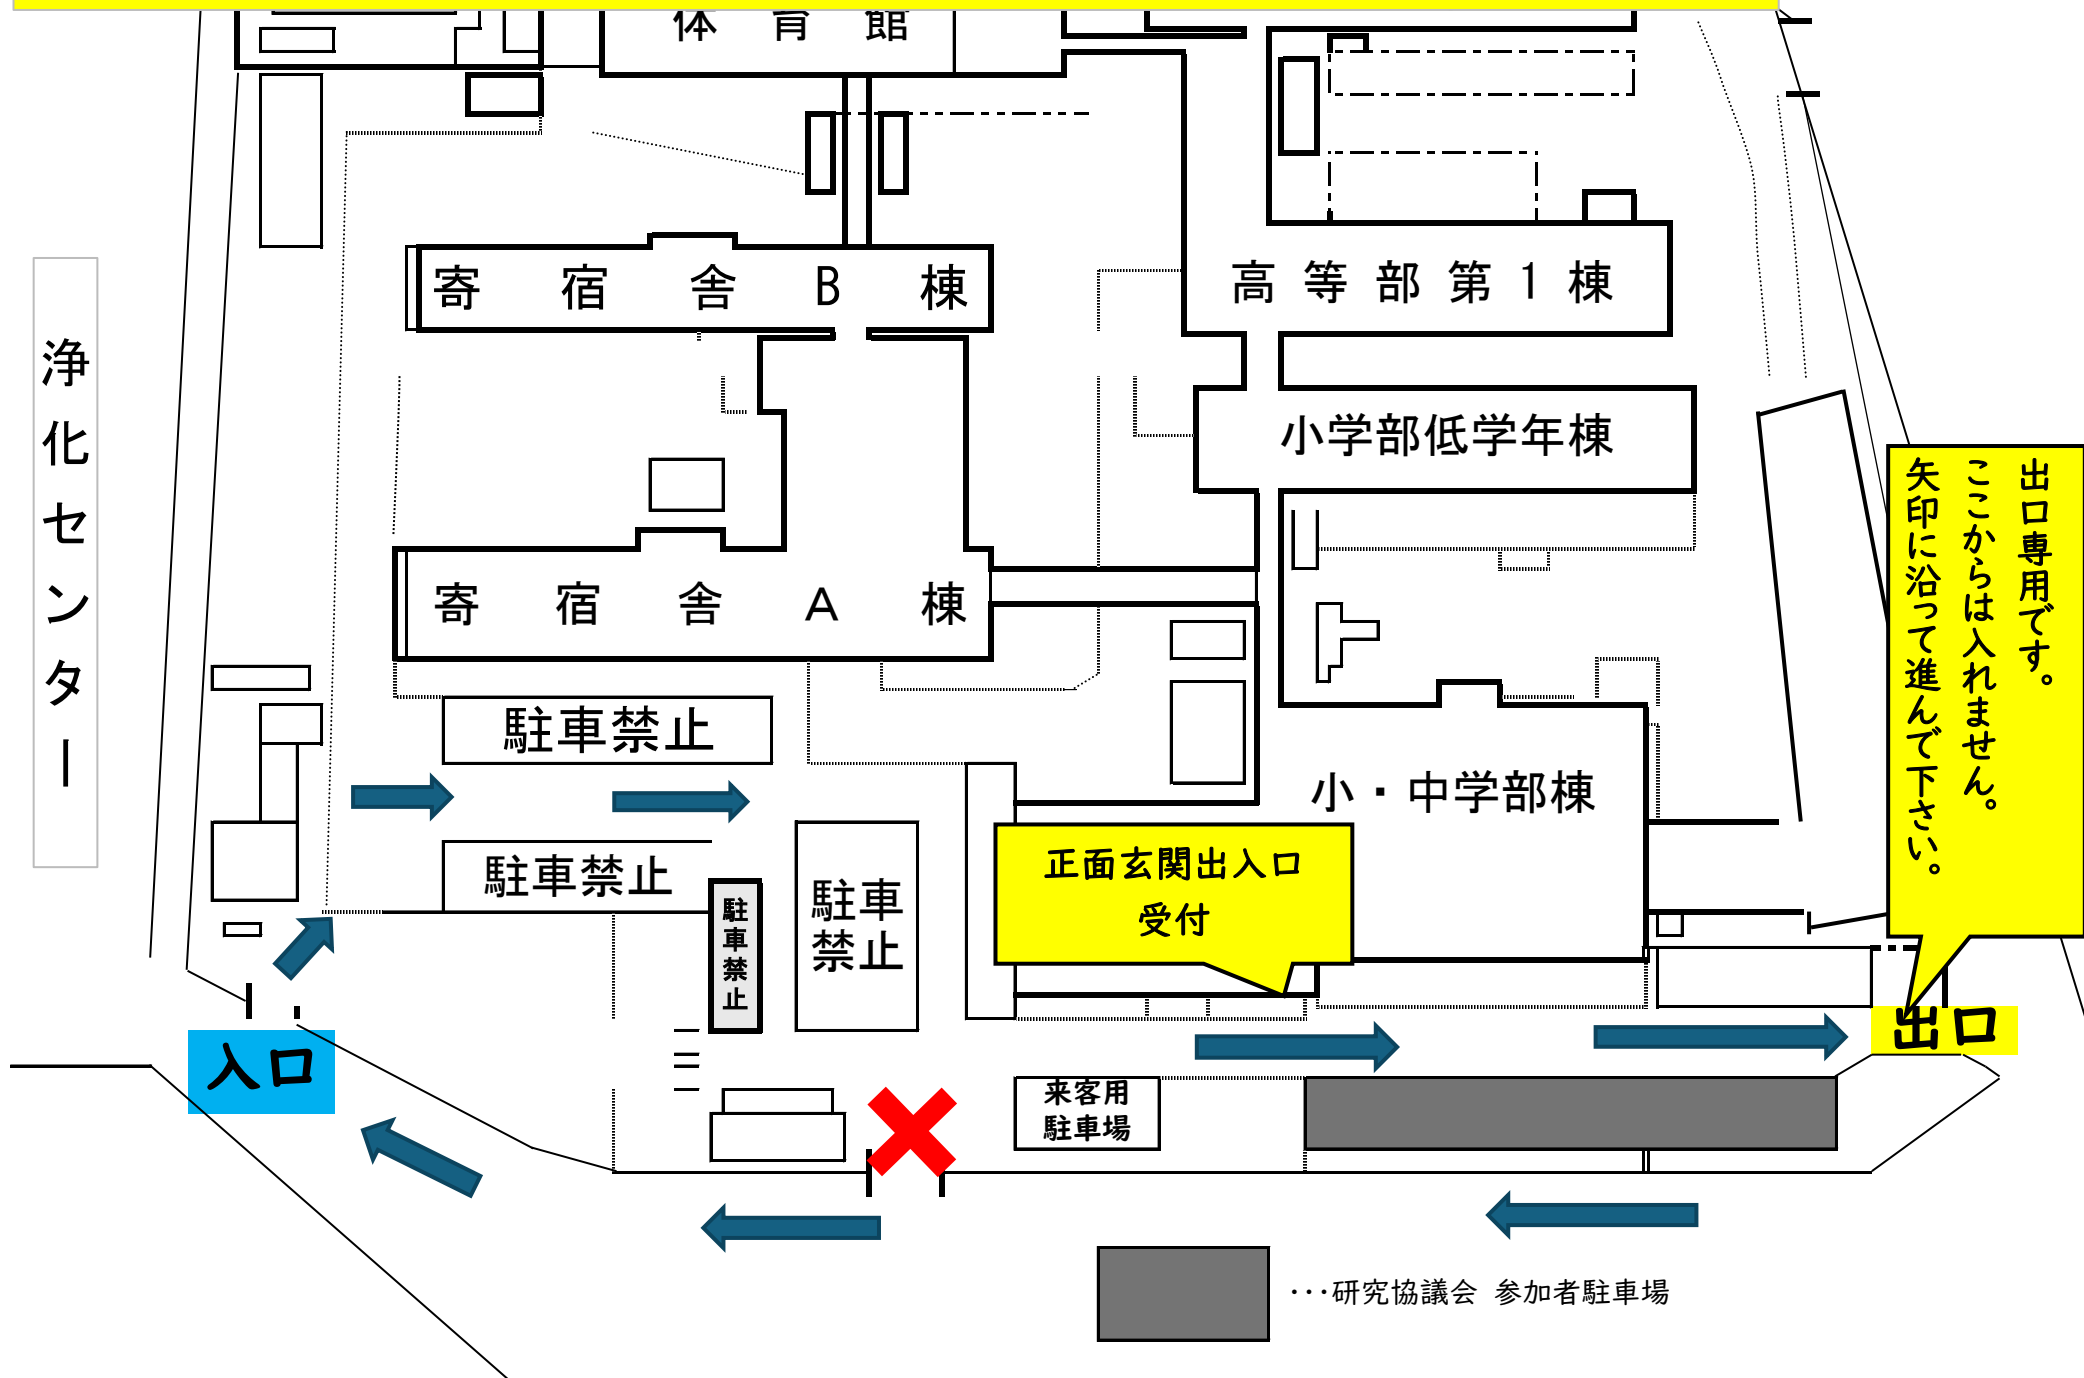 体育館
寄宿舎B棟
高等部第1棟
浄化センター
小学部低学年棟
出口専用です。
ここからは入れません。
矢印に沿って進んで下さい。
寄宿舎A棟
駐車禁止
小・中学部棟
駐車禁止
駐車禁止
駐車
禁止
正面玄関出入口
受付
出口
入口
来客用
駐車場
・・・研究協議会 参加者駐車場